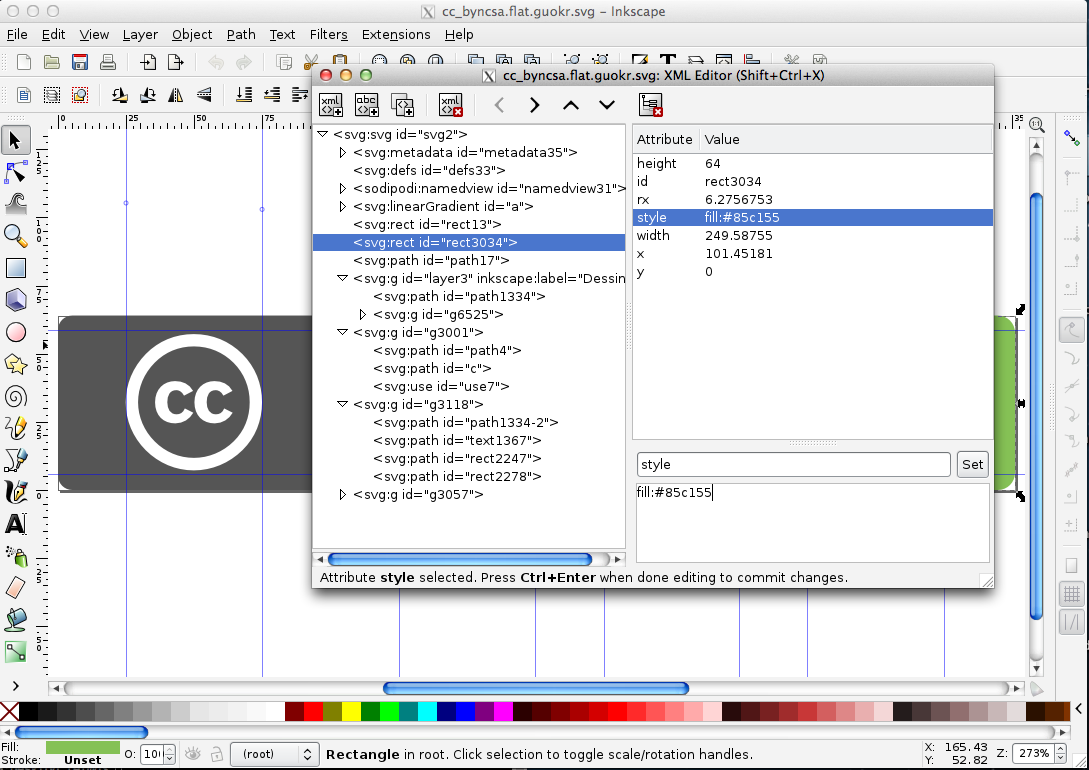 cc_byncsa.flat.guokr.svg – Inkscape
File Edit View Layer Object Path Text Filters Extensions Help
cc_byncsa.flat.guokr.svg: XML Editor (Shift+Ctrl+X)
xml abc xml
0 25 50 75
<svg:svg id="svg2">
<svg:metadata id="metadata35">
<svg:defs id="defs33">
<sodipodi:namedview id="namedview31">
<svg:linearGradient id="a">
<svg:rect id="rect13">
<svg:rect id="rect3034">
<svg:path id="path17">
<svg:g id="layer3" inkscape:label="Dessin
<svg:path id="path1334">
<svg:g id="g6525">
<svg:g id="g3001">
<svg:path id="path4">
<svg:path id="c">
<svg:use id="use7">
<svg:g id="g3118">
<svg:path id="path1334-2">
<svg:path id="text1367">
<svg:path id="rect2247">
<svg:path id="rect2278">
<svg:g id="g3057">
Attribute Value
height 64
id rect3034
rx 6.2756753
style fill:#85c155
width 249.58755
x 101.45181
y 0
style Set
fill:#85c155
Attribute style selected. Press Ctrl+Enter when done editing to commit changes.
cc
Fill:
Stroke: Unset
O: 10
(root)
Rectangle in root. Click selection to toggle scale/rotation handles.
X: 165.43
Y: 52.82
Z: 273%